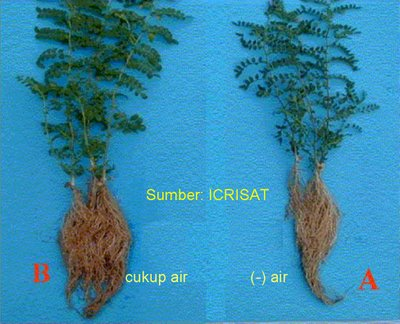 Sumber: ICRISAT
B
cukup air
(-) air
A